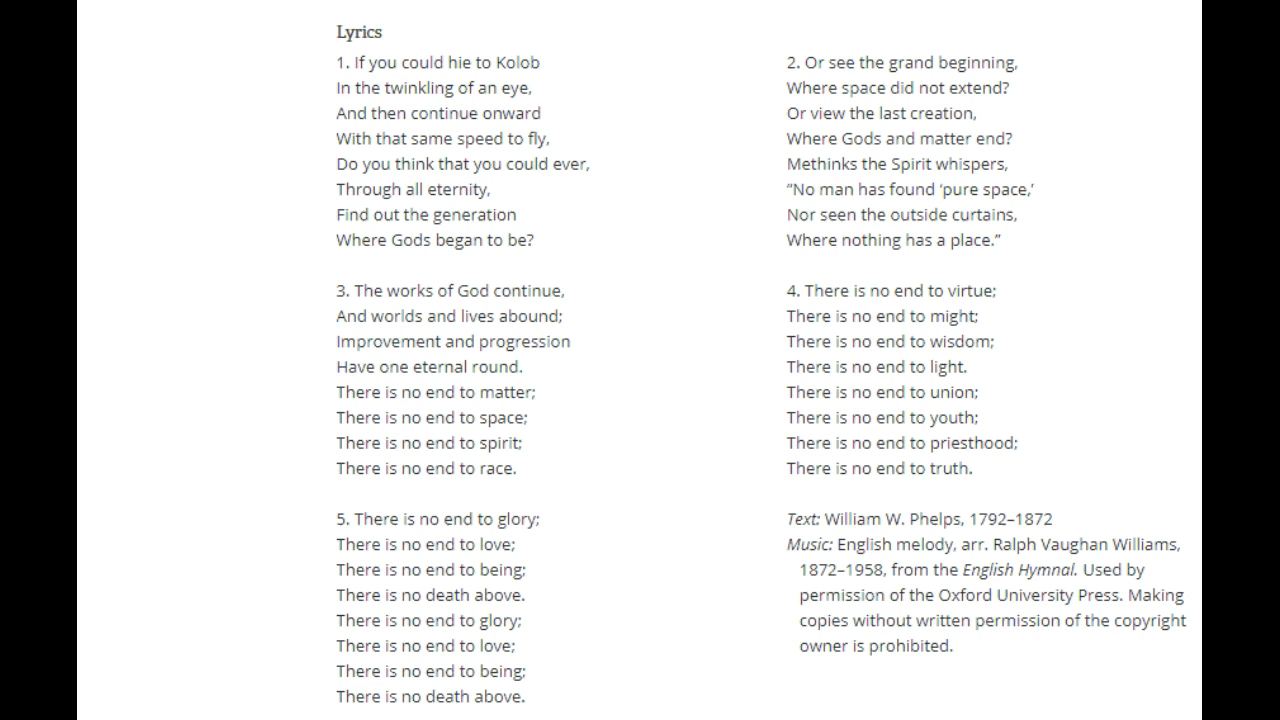 Lyrics
1. If you could hie to Kolob
In the twinkling of an eye,
And then continue onward
With that same speed to fly,
Do you think that you could ever,
Through all eternity,
Find out the generation
Where Gods began to be?
2. Or see the grand beginning,
Where space did not extend?
Or view the last creation,
Where Gods and matter end?
Methinks the Spirit whispers,
“No man has found ‘pure space,’
Nor seen the outside curtains,
Where nothing has a place.”
3. The works of God continue,
And worlds and lives abound;
Improvement and progression
Have one eternal round.
There is no end to matter;
There is no end to space;
There is no end to spirit;
There is no end to race.
4. There is no end to virtue;
There is no end to might;
There is no end to wisdom;
There is no end to light.
There is no end to union;
There is no end to youth;
There is no end to priesthood;
There is no end to truth.
5. There is no end to glory;
There is no end to love;
There is no end to being;
There is no death above.
There is no end to glory;
There is no end to love;
There is no end to being;
There is no death above.
Text: William W. Phelps, 1792–1872
Music: English melody, arr. Ralph Vaughan Williams,
1872–1958, from the English Hymnal. Used by
permission of the Oxford University Press. Making
copies without written permission of the copyright
owner is prohibited.